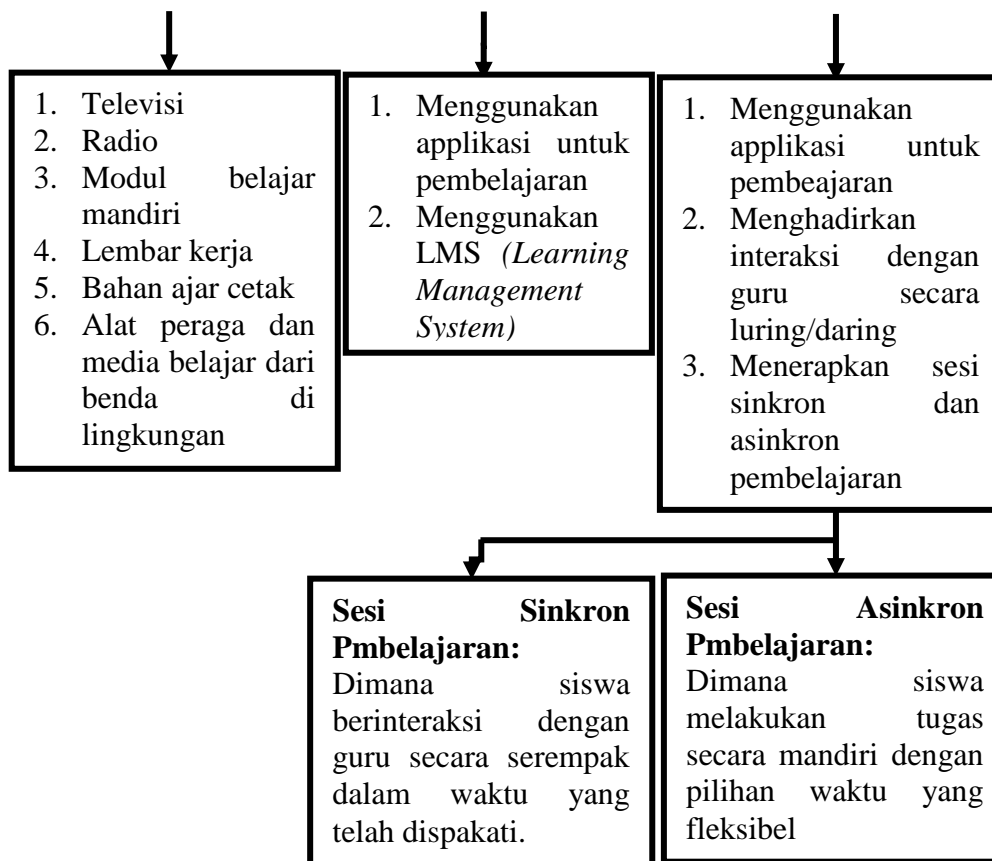 1. Televisi
2. Radio
3. Modul belajar
mandiri
4. Lembar kerja
5. Bahan ajar cetak
6. Alat peraga dan
media belajar dari
benda di
lingkungan
1. Menggunakan
applikasi untuk
pembelajaran
2. Menggunakan
LMS (Learning
Management
System)
1. Menggunakan
applikasi untuk
pembeajaran
2. Menghadirkan
interaksi dengan
guru secara
luring/daring
3. Menerapkan sesi
sinkron dan
asinkron
pembelajaran
Sesi Sinkron
Pmbelajaran:
Dimana siswa
berinteraksi dengan
guru secara serempak
dalam waktu yang
telah dispakati.
Sesi Asinkron
Pmbelajaran:
Dimana siswa
melakukan tugas
secara mandiri dengan
pilihan waktu yang
fleksibel